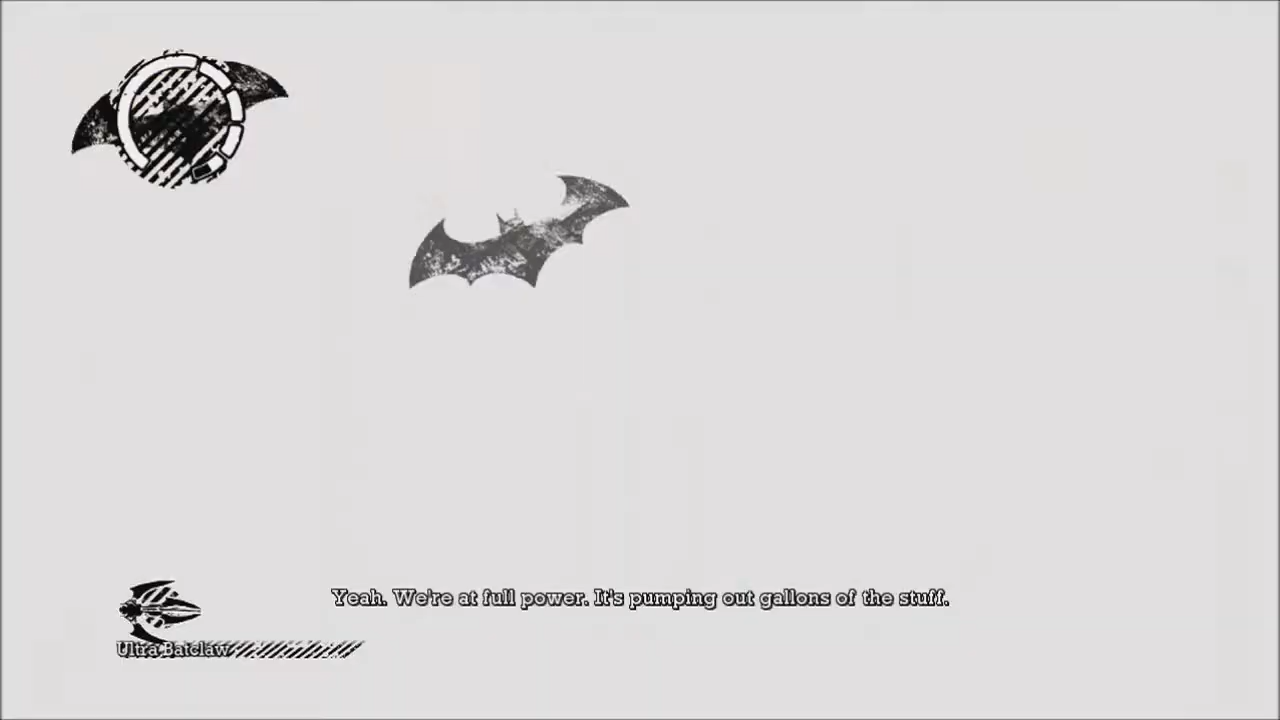 Yeah. We're at full power. It's pumping out gallons of the stuff.
Ultra Batclaw